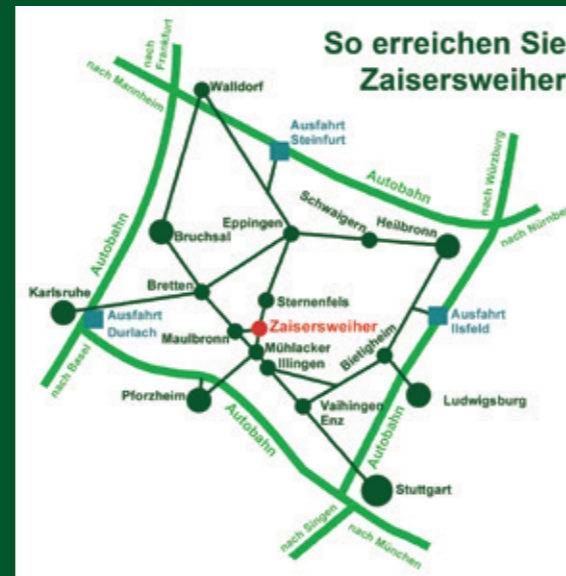 So erreichen Sie
Zaisersweiher
nach Frankfurt
nach Mannheim
Walldorf
Ausfahrt
Steinfurt
Autobahn
nach Würzburg
nach Nürnberg
Schwaigern
Heilbronn
Eppingen
Bruchsal
Autobahn
Bretten
Karlsruhe
Sternenfels
Ausfahrt
Durlach
Zaisersweiher
Ausfahrt
Ilsfeld
Maulbronn
Mühlacker
Illingen
Bietigheim
nach Basel
Pforzheim
Autobahn
Vaihingen
Enz
Ludwigsburg
Autobahn
Stuttgart
nach Singen
nach München